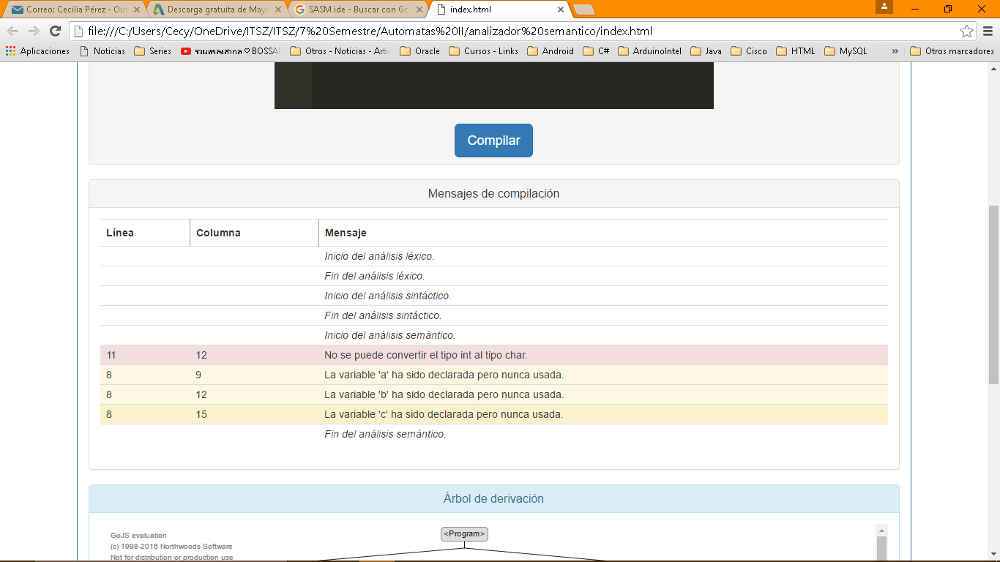 Correo: Cecilia Pérez - Out
Descarga gratuita de May
SASM ide - Buscar con Go
index.html
file:///C:/Users/Cecy/OneDrive/ITSZ/ITSZ/7%20Semestre/Automatas%20II/analizador%20semantico/index.html
Aplicaciones
Noticias
Series
รวมเพลงสากล ♡ BOSSA
Otros - Noticias - Arti
Oracle
Cursos - Links
Android
C#
ArduinoIntel
Java
Cisco
HTML
MySQL
»
Otros marcadores
Compilar
Mensajes de compilación
Línea Columna Mensaje
Inicio del análisis léxico.
Fin del análisis léxico.
Inicio del análisis sintáctico.
Fin del análisis sintáctico.
Inicio del análisis semántico.
11 12 No se puede convertir el tipo int al tipo char.
8 9 La variable 'a' ha sido declarada pero nunca usada.
8 12 La variable 'b' ha sido declarada pero nunca usada.
8 15 La variable 'c' ha sido declarada pero nunca usada.
Fin del análisis semántico.
Árbol de derivación
GoJS evaluation
(c) 1998-2016 Northwoods Software
Not for distribution or production use
<Program>